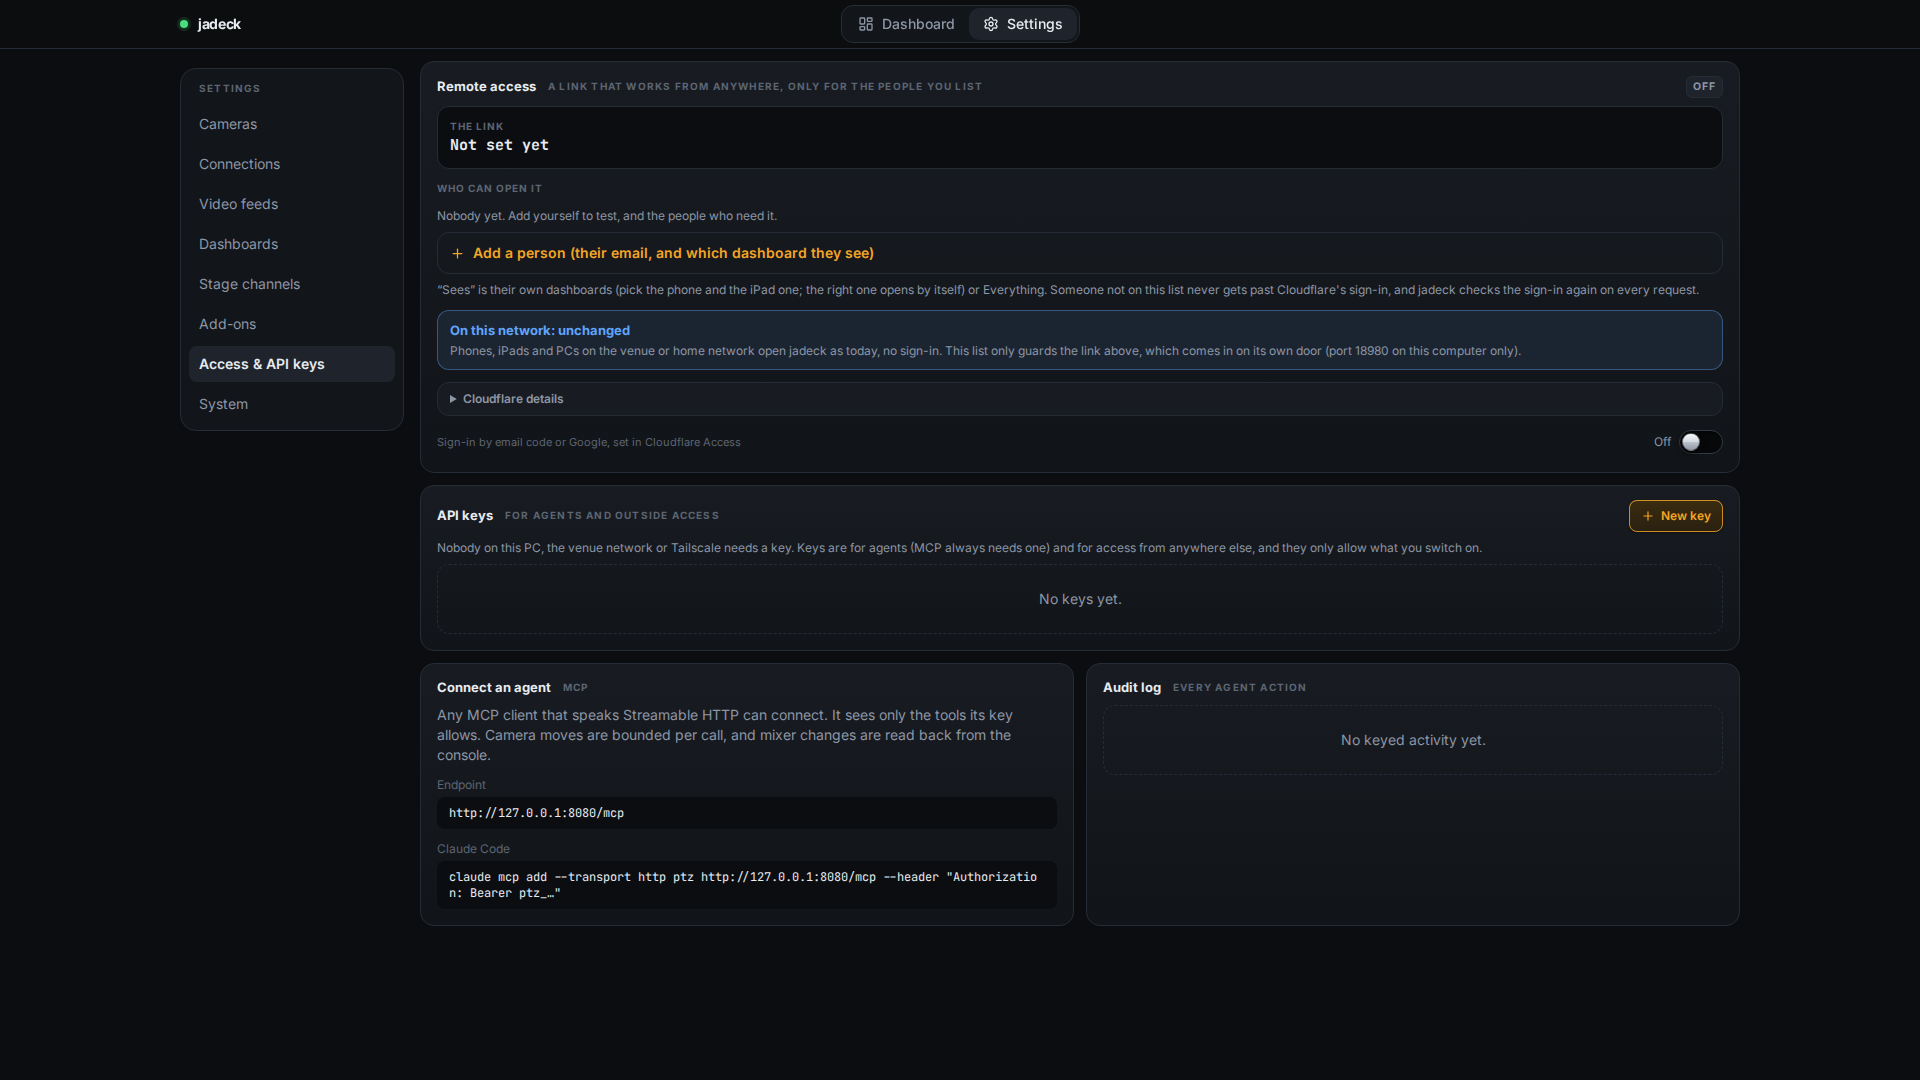 jadeck
Dashboard
Settings
SETTINGS
Cameras
Connections
Video feeds
Dashboards
Stage channels
Add-ons
Access & API keys
System
Remote access A LINK THAT WORKS FROM ANYWHERE, ONLY FOR THE PEOPLE YOU LIST
OFF
THE LINK
Not set yet
WHO CAN OPEN IT
Nobody yet. Add yourself to test, and the people who need it.
+ Add a person (their email, and which dashboard they see)
“Sees” is their own dashboards (pick the phone and the iPad one; the right one opens by itself) or Everything. Someone not on this list never gets past Cloudflare's sign-in, and jadeck checks the sign-in again on every request.
On this network: unchanged
Phones, iPads and PCs on the venue or home network open jadeck as today, no sign-in. This list only guards the link above, which comes in on its own door (port 18980 on this computer only).
Cloudflare details
Sign-in by email code or Google, set in Cloudflare Access
Off
API keys FOR AGENTS AND OUTSIDE ACCESS
+ New key
Nobody on this PC, the venue network or Tailscale needs a key. Keys are for agents (MCP always needs one) and for access from anywhere else, and they only allow what you switch on.
No keys yet.
Connect an agent MCP
Any MCP client that speaks Streamable HTTP can connect. It sees only the tools its key
allows. Camera moves are bounded per call, and mixer changes are read back from the
console.
Endpoint
http://127.0.0.1:8080/mcp
Claude Code
claude mcp add --transport http ptz http://127.0.0.1:8080/mcp --header "Authorizatio
n: Bearer ptz_…"
Audit log EVERY AGENT ACTION
No keyed activity yet.